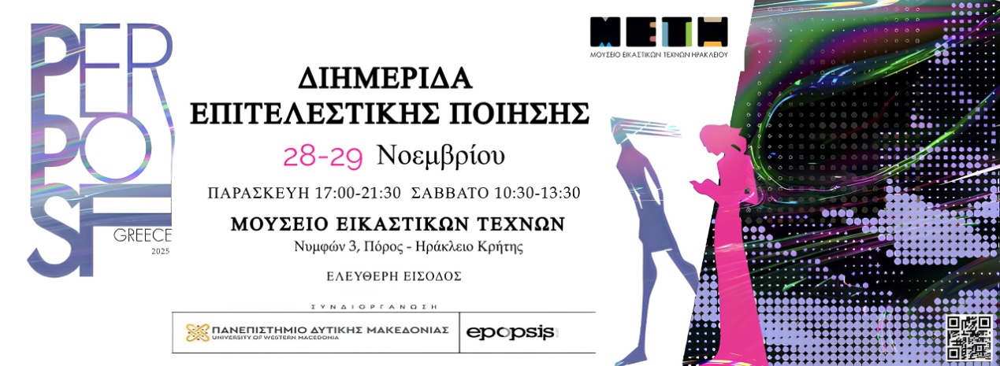 PER
PO
SF
GREECE
2025
ΜΕΤΗ
ΜΟΥΣΕΙΟ ΕΙΚΑΣΤΙΚΩΝ ΤΕΧΝΩΝ ΗΡΑΚΛΕΙΟΥ
ΔΙΗΜΕΡΙΔΑ
ΕΠΙΤΕΛΕΣΤΙΚΗΣ ΠΟΙΗΣΗΣ
28-29 Νοεμβρίου
ΠΑΡΑΣΚΕΥΗ 17:00-21:30 ΣΑΒΒΑΤΟ 10:30-13:30
ΜΟΥΣΕΙΟ ΕΙΚΑΣΤΙΚΩΝ ΤΕΧΝΩΝ
Νυμφών 3, Πόρος - Ηράκλειο Κρήτης
ΕΛΕΥΘΕΡΗ ΕΙΣΟΔΟΣ
ΣΥΝΔΙΟΡΓΑΝΩΣΗ
ΠΑΝΕΠΙΣΤΗΜΙΟ ΔΥΤΙΚΗΣ ΜΑΚΕΔΟΝΙΑΣ
UNIVERSITY OF WESTERN MACEDONIA
epopsis